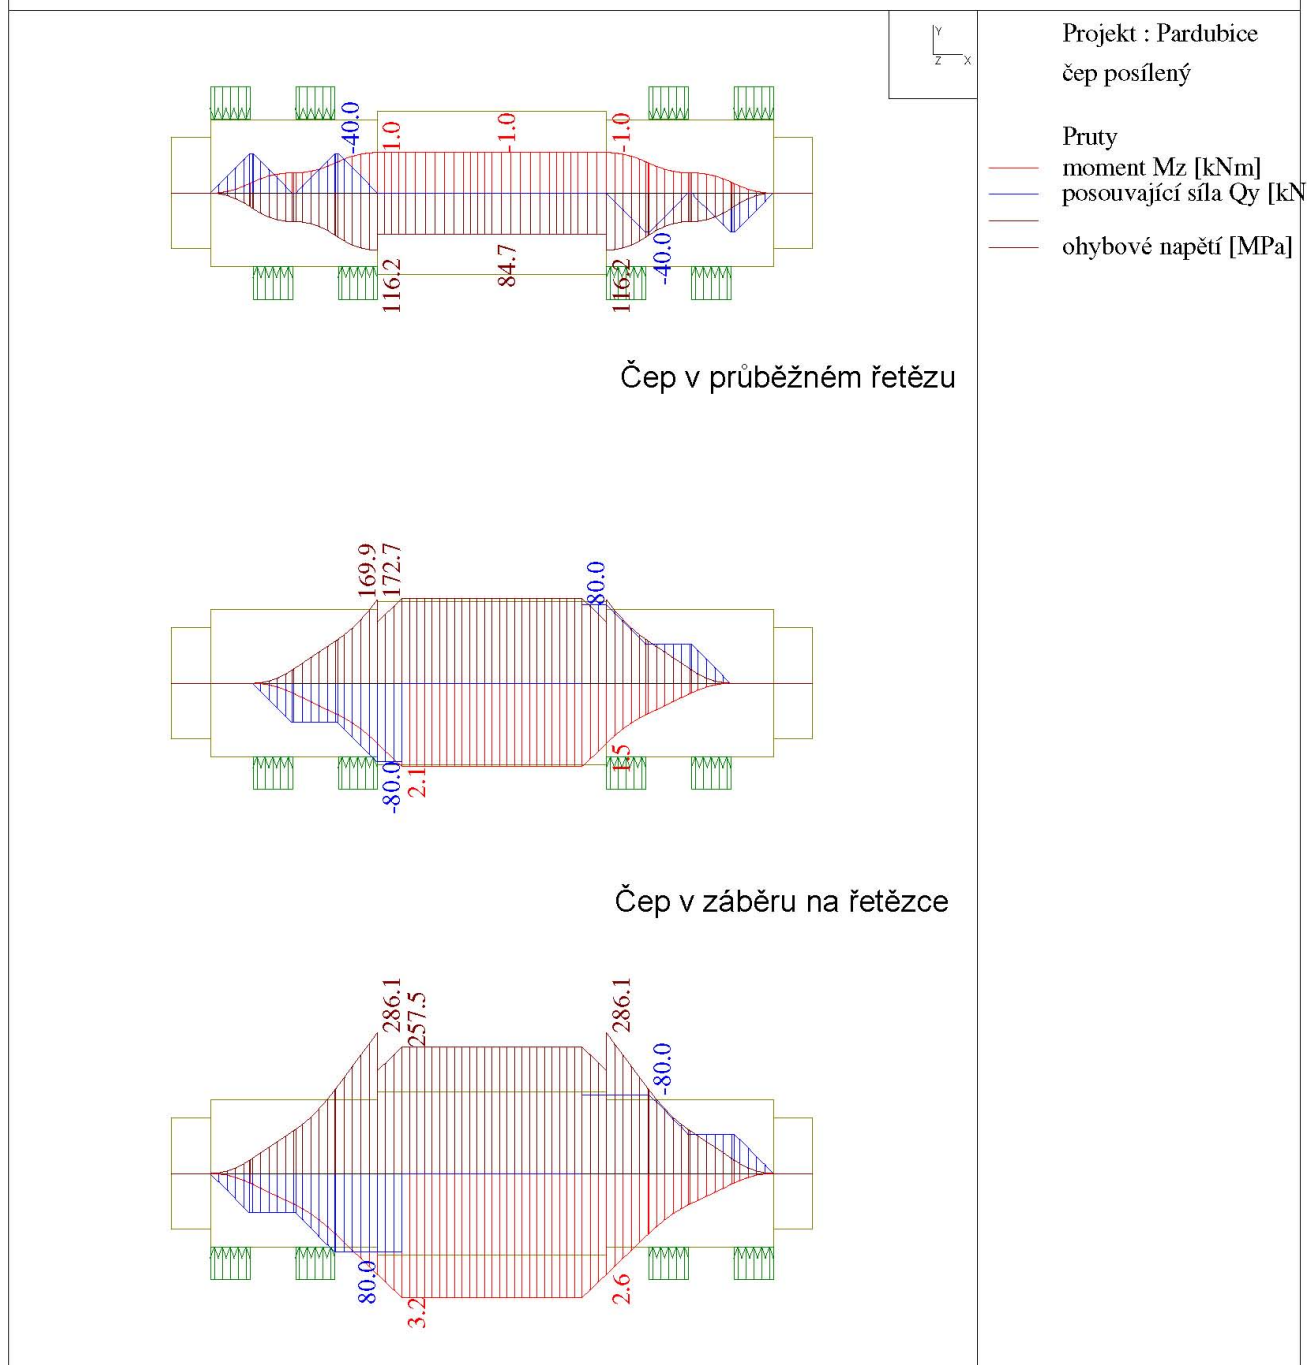 Y
Z X
Projekt : Pardubice
čep posílený
Pruty
moment Mz [kNm]
posouvající síla Qy [kN
ohybové napětí [MPa]
-40.0
1.0
-1.0
-1.0
116.2
84.7
116.2
-40.0
Čep v průběžném řetězu
169.9
172.7
80.0
-80.0
2.1
1.5
Čep v záběru na řetězce
286.1
257.5
286.1
-80.0
80.0
3.2
2.6